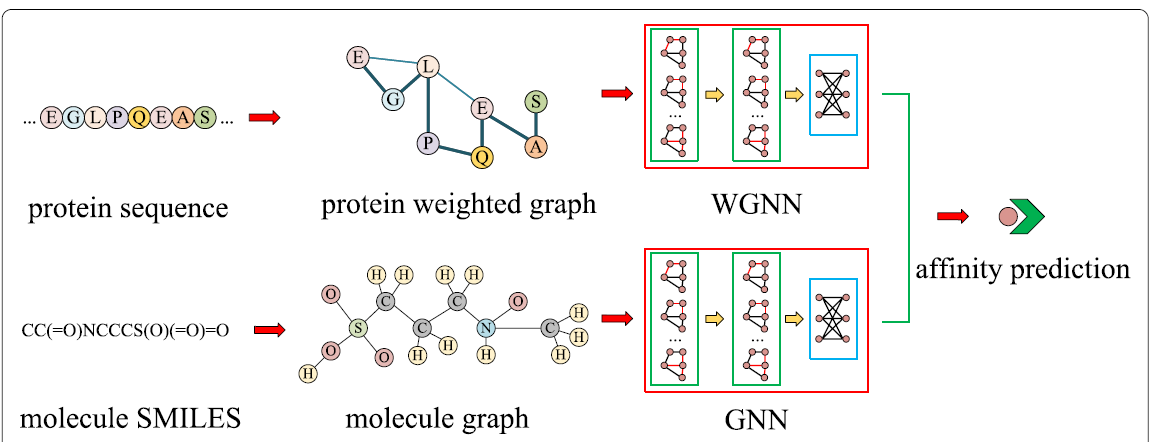 ... E G L P Q E A S ...
protein sequence
E
L
G
E
S
P
Q
A
protein weighted graph
...
...
WGNN
CC(=O)NCCCS(O)(=O)=O
molecule SMILES
H H H H
O C C O
S C N C H
O O H H H H H
H
molecule graph
...
...
GNN
affinity prediction